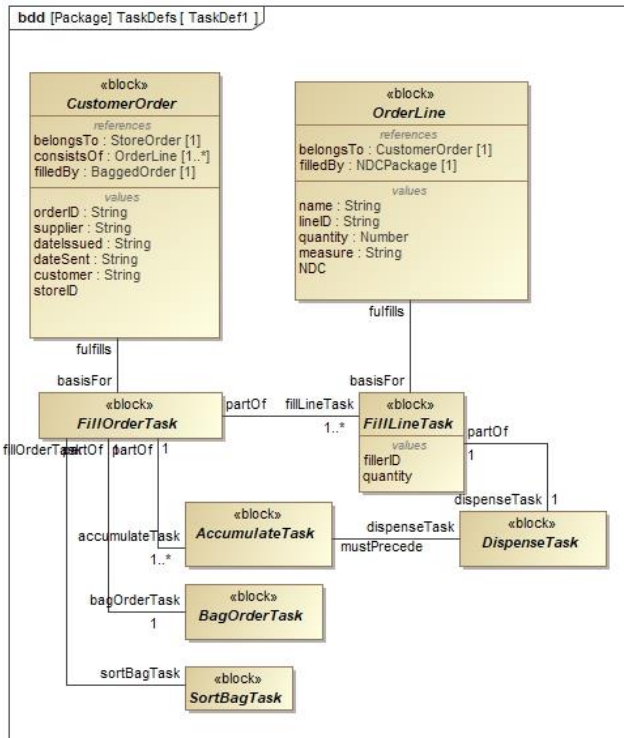 bdd [Package] TaskDefs [ TaskDef1 ]
«block»
CustomerOrder
references
belongsTo : StoreOrder [1]
consistsOf : OrderLine [1..*]
filledBy : BaggedOrder [1]
values
orderID : String
supplier : String
dateIssued : String
dateSent : String
customer : String
storeID
«block»
OrderLine
references
belongsTo : CustomerOrder [1]
filledBy : NDCPackage [1]
values
name : String
lineID : String
quantity : Number
measure : String
NDC
fulfills
basisFor
fulfills
basisFor
«block»
FillOrderTask
partOf
fillLineTask
1..*
«block»
FillLineTask
values
fillerID
quantity
partOf
1
fillOrderTask
partOf
1
partOf
1
dispenseTask
1
accumulateTask
1..*
«block»
AccumulateTask
dispenseTask
mustPrecede
«block»
DispenseTask
bagOrderTask
1
«block»
BagOrderTask
sortBagTask
«block»
SortBagTask